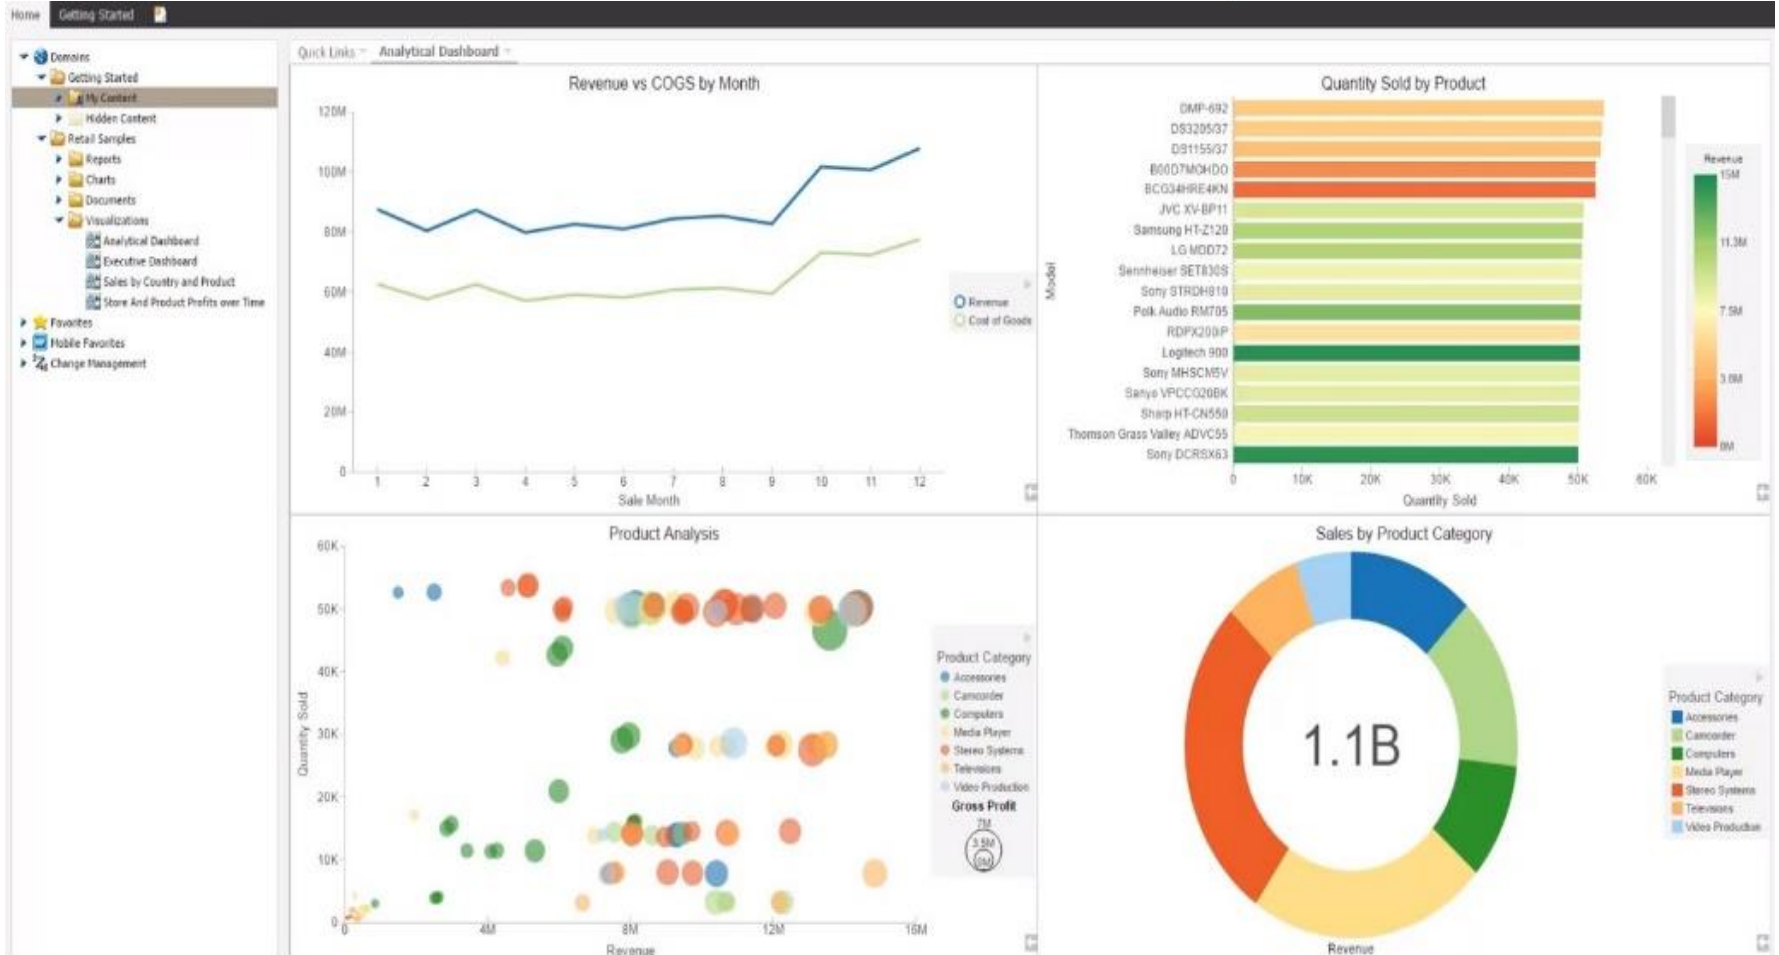 Home Getting Started
Domains
Getting Started
My Content
Hidden Content
Retail Samples
Reports
Charts
Documents
Visualizations
Analytical Dashboard
Executive Dashboard
Sales by Country and Product
Store And Product Profits over Time
Favorites
Mobile Favorites
Change Management
Quick Links Analytical Dashboard
Revenue vs COGS by Month
120M
100M
80M
60M
40M
20M
0
1 2 3 4 5 6 7 8 9 10 11 12
Sale Month
Revenue
Cost of Goods
Quantity Sold by Product
Model
DMP-692
DS3205/37
DS1155/37
B00D7MOHDO
BCG34HRE4KN
JVC XV-BP11
Samsung HT-Z120
LG MDD72
Sennheiser SET830S
Sony STRDH810
Polk Audio RM705
RDPX200iP
Logitech 900
Sony MHSCM5V
Sanyo VPCCG20BK
Sharp HT-CN550
Thomson Grass Valley ADVC55
Sony DCRSX63
0 10K 20K 30K 40K 50K 60K
Quantity Sold
Revenue
15M
11.3M
7.5M
3.8M
0M
Product Analysis
Quantity Sold
60K
50K
40K
30K
20K
10K
0
0 4M 8M 12M 16M
Revenue
Product Category
Accessories
Camcorder
Computers
Media Player
Stereo Systems
Televisions
Video Production
Gross Profit
7M
3.5M
0M
Sales by Product Category
1.1B
Revenue
Product Category
Accessories
Camcorder
Computers
Media Player
Stereo Systems
Televisions
Video Production